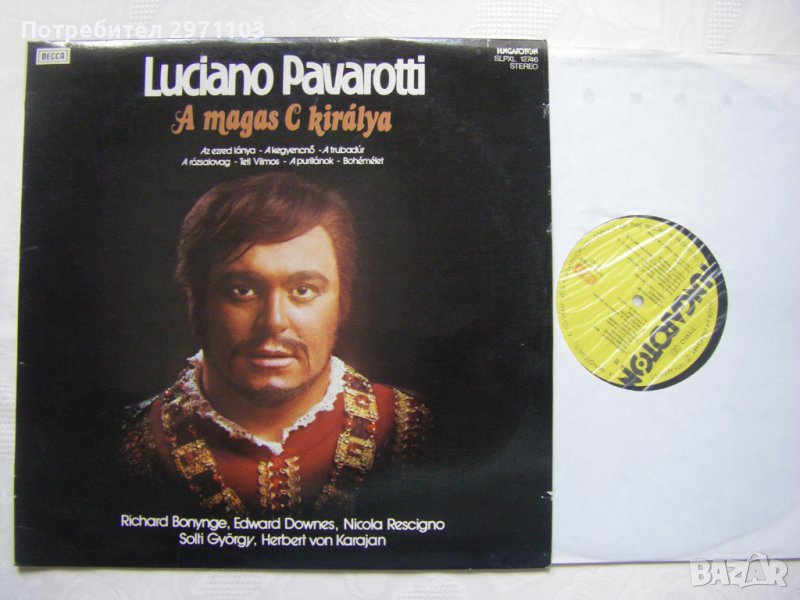 Потребител 2971103
DECCA
HUNGAROTON
SLPXL 12746
STEREO
Luciano Pavarotti
A magas C királya
Az ezred lánya - A kegyencnő - A trubadúr
A rózsalovag - Tell Vilmos - A puritánok - Bohémélet
HUNGAROTON
Richard Bonynge, Edward Downes, Nicola Rescigno
Solti György, Herbert von Karajan
BAZAR